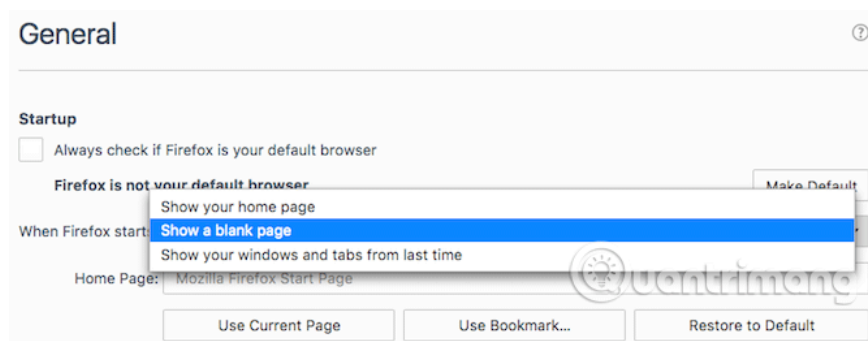 General
Startup
Always check if Firefox is your default browser
Firefox is not your default browser
Make Default
Show your home page
When Firefox starts
Show a blank page
Show your windows and tabs from last time
Home Page: Mozilla Firefox Start Page
Quantrimang
Use Current Page Use Bookmark... Restore to Default